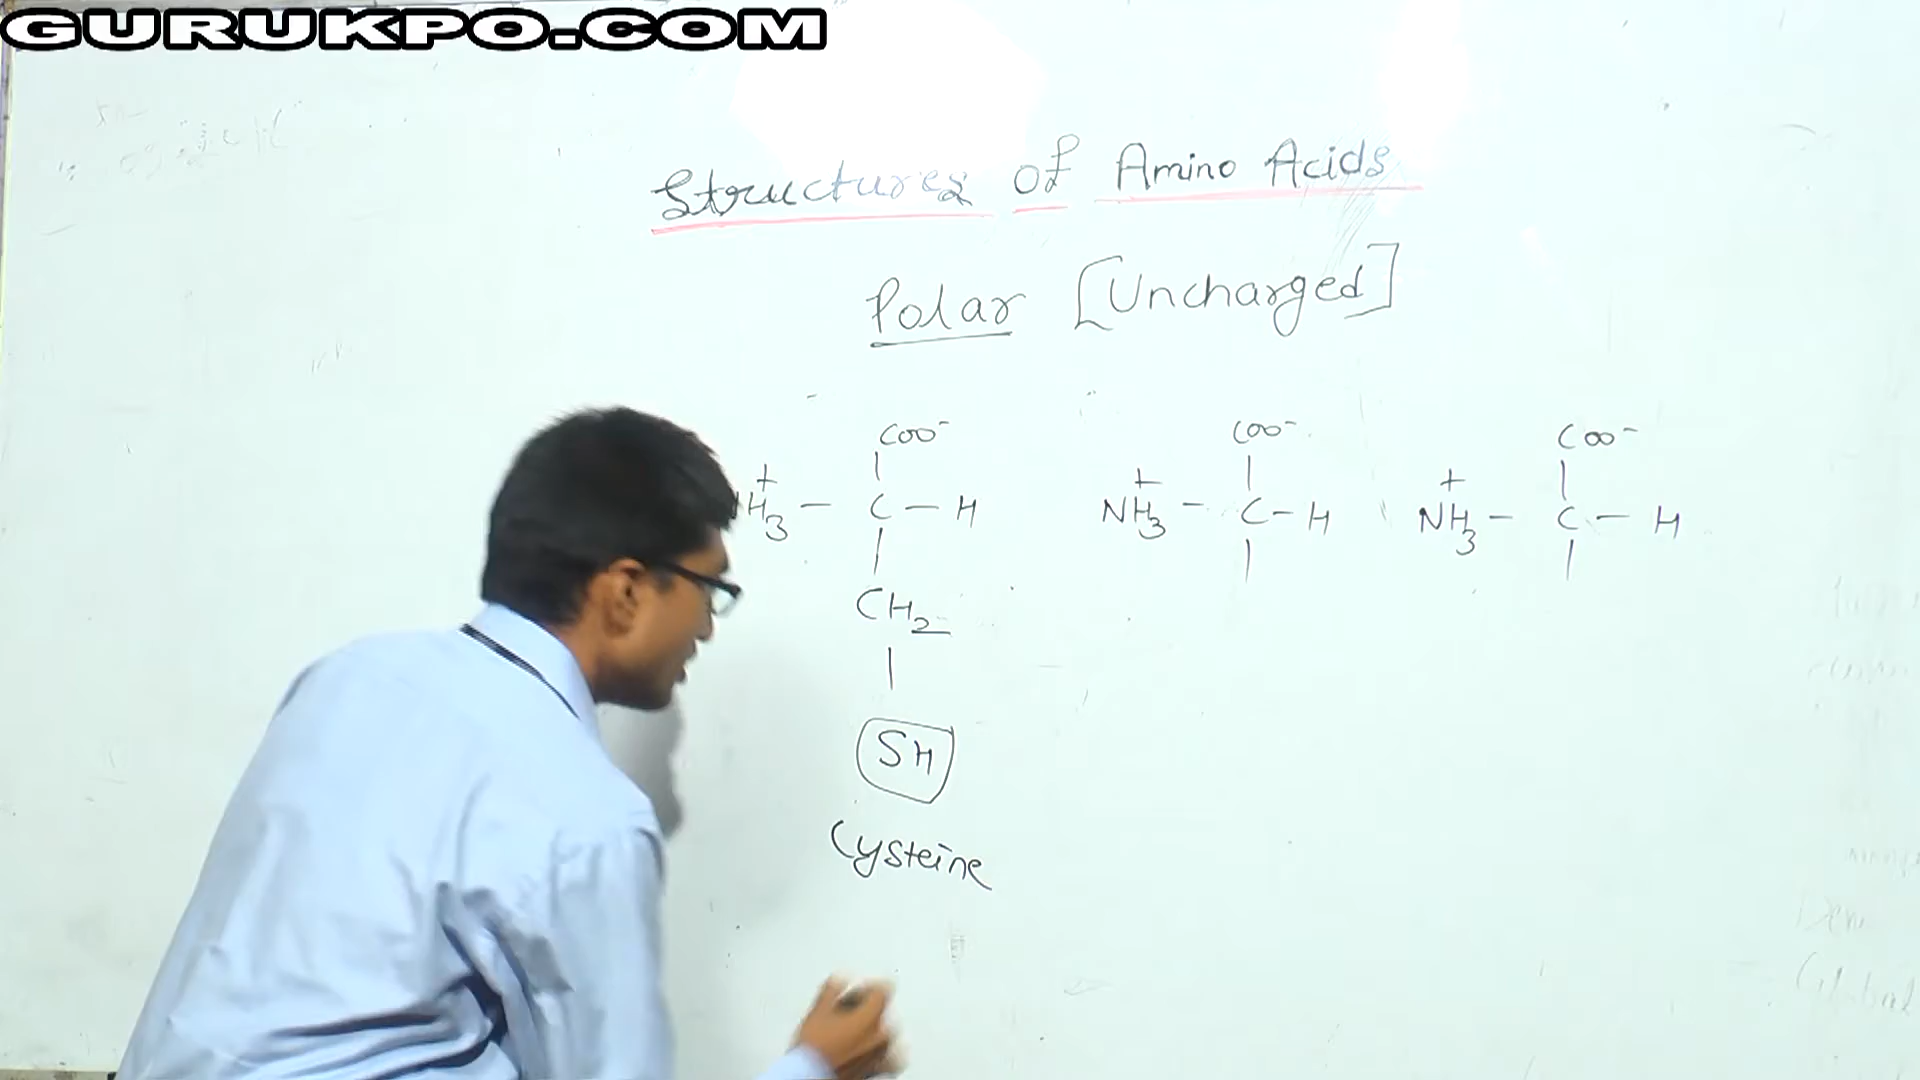 GURUKPO.COM
Structures of Amino Acids
Polar [Uncharged]
COO⁻ COO⁻ COO⁻
NH₃⁺ – C – H NH₃⁺ – C – H NH₃⁺ – C – H
CH₂
SH
Cysteine